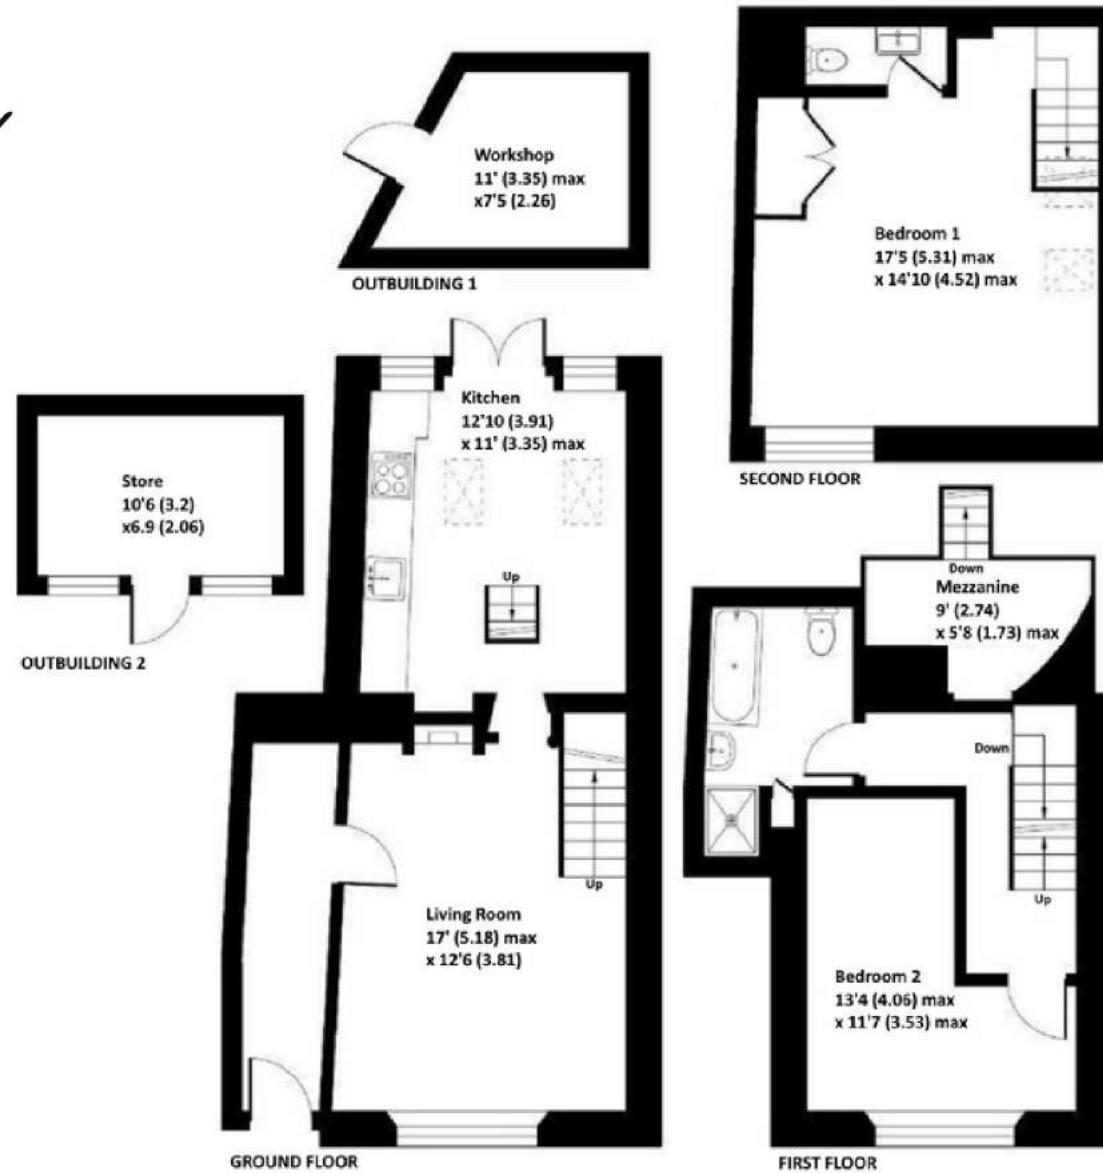 Workshop
11' (3.35) max
x7'5 (2.26)
OUTBUILDING 1
Bedroom 1
17'5 (5.31) max
x 14'10 (4.52) max
SECOND FLOOR
Store
10'6 (3.2)
x6.9 (2.06)
OUTBUILDING 2
Kitchen
12'10 (3.91)
x 11' (3.35) max
Up
Living Room
17' (5.18) max
x 12'6 (3.81)
Up
GROUND FLOOR
Down
Mezzanine
9' (2.74)
x 5'8 (1.73) max
Down
Up
Bedroom 2
13'4 (4.06) max
x 11'7 (3.53) max
FIRST FLOOR